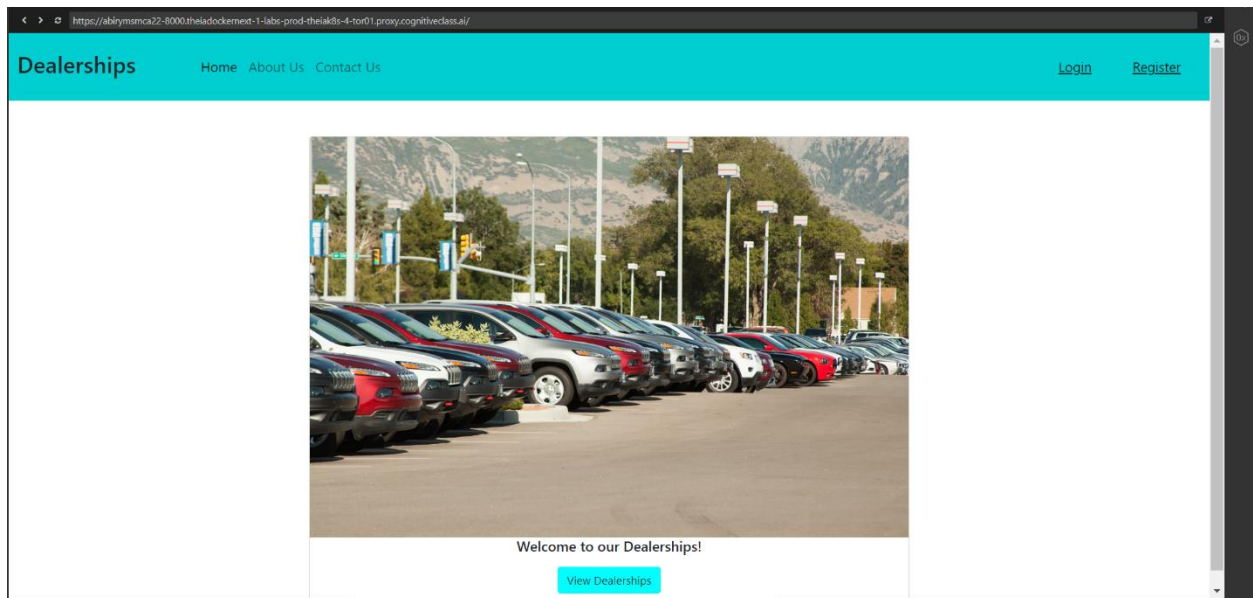 https://abirymsmca22-8000.theiadockernext-1-labs-prod-theiak8s-4-tor01.proxy.cognitiveclass.ai/
Dealerships
Home About Us Contact Us
Login Register
Welcome to our Dealerships!
View Dealerships